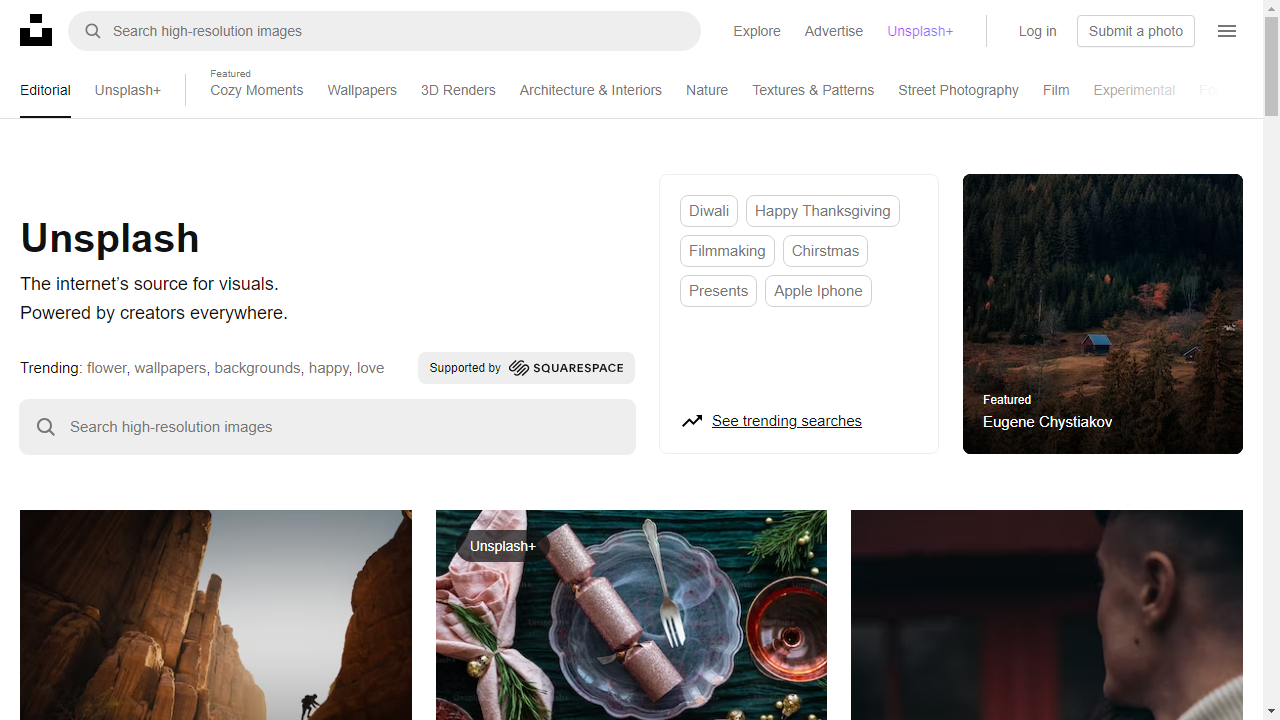 Search high-resolution images
Explore
Advertise
Unsplash+
Log in
Submit a photo
Editorial
Unsplash+
Featured
Cozy Moments
Wallpapers
3D Renders
Architecture & Interiors
Nature
Textures & Patterns
Street Photography
Film
Experimental
Unsplash
The internet’s source for visuals.
Powered by creators everywhere.
Trending: flower, wallpapers, backgrounds, happy, love
Supported by SQUARESPACE
Search high-resolution images
Diwali
Happy Thanksgiving
Filmmaking
Chirstmas
Presents
Apple Iphone
See trending searches
Featured
Eugene Chystiakov
Unsplash+